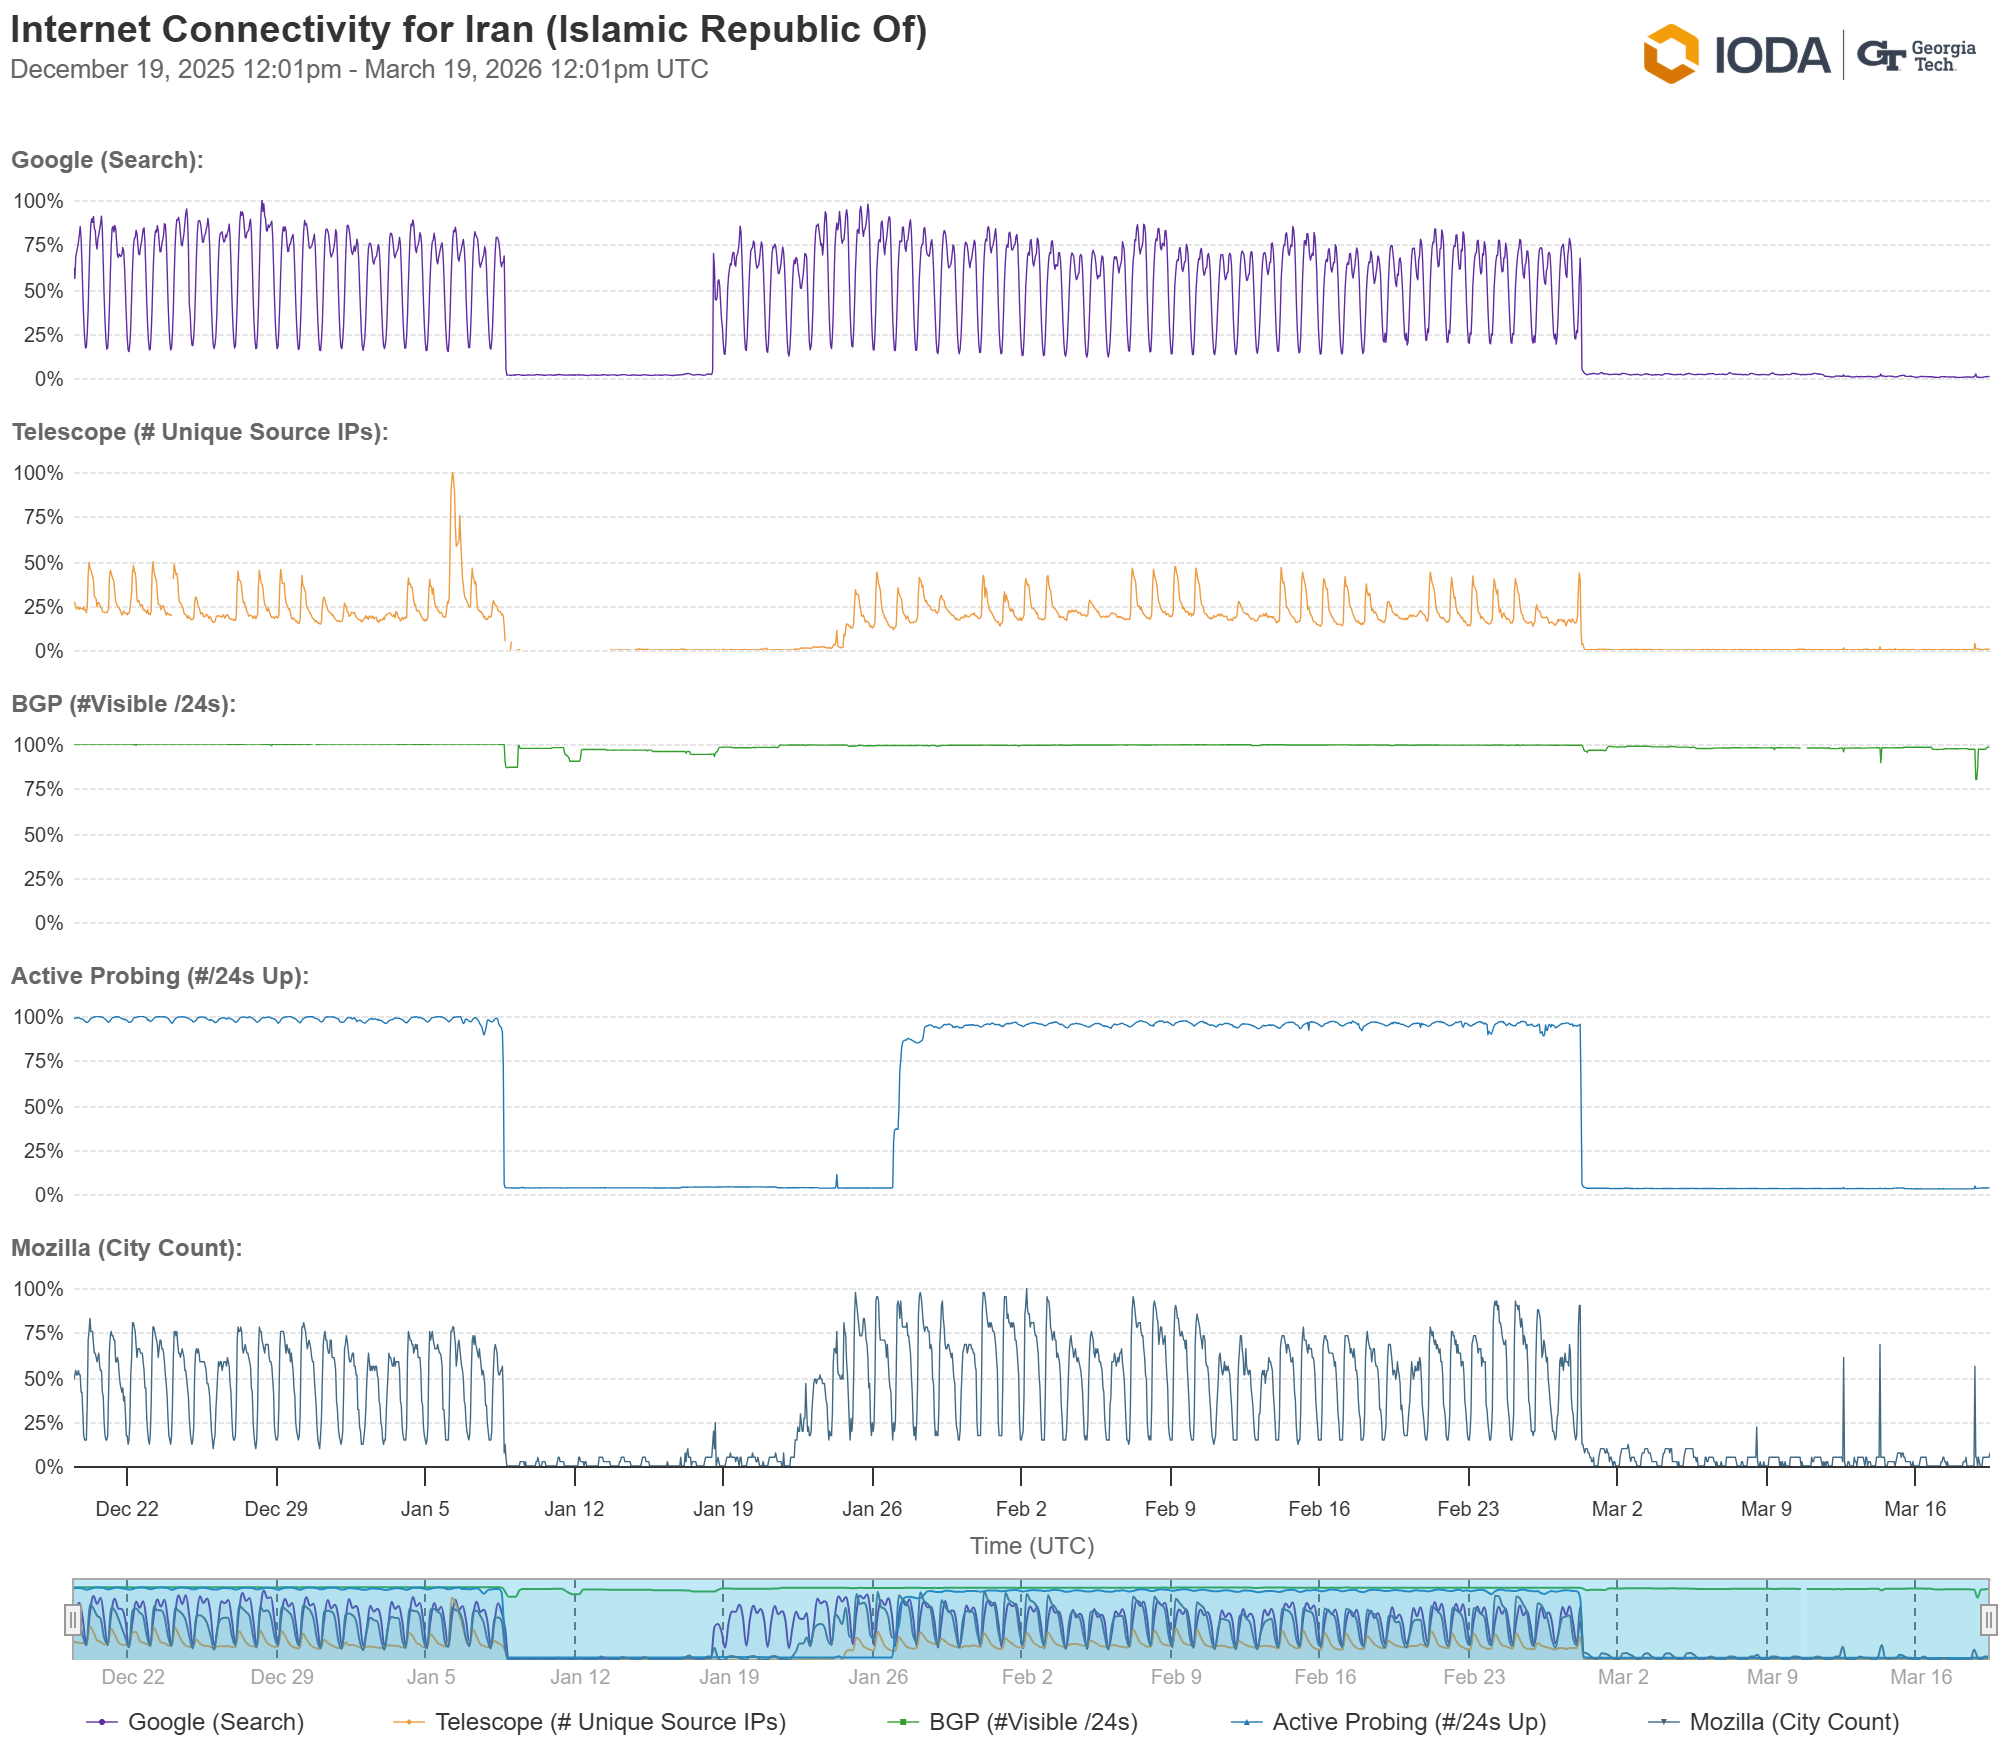 Internet Connectivity for Iran (Islamic Republic Of)
December 19, 2025 12:01pm - March 19, 2026 12:01pm UTC
IODA
Georgia
Tech
Google (Search):
100%
75%
50%
25%
0%
Telescope (# Unique Source IPs):
100%
75%
50%
25%
0%
BGP (#Visible /24s):
100%
75%
50%
25%
0%
Active Probing (#/24s Up):
100%
75%
50%
25%
0%
Mozilla (City Count):
100%
75%
50%
25%
0%
Dec 22 Dec 29 Jan 5 Jan 12 Jan 19 Jan 26 Feb 2 Feb 9 Feb 16 Feb 23 Mar 2 Mar 9 Mar 16
Time (UTC)
Dec 22 Dec 29 Jan 5 Jan 12 Jan 19 Jan 26 Feb 2 Feb 9 Feb 16 Feb 23 Mar 2 Mar 9 Mar 16
Google (Search) Telescope (# Unique Source IPs) BGP (#Visible /24s) Active Probing (#/24s Up) Mozilla (City Count)